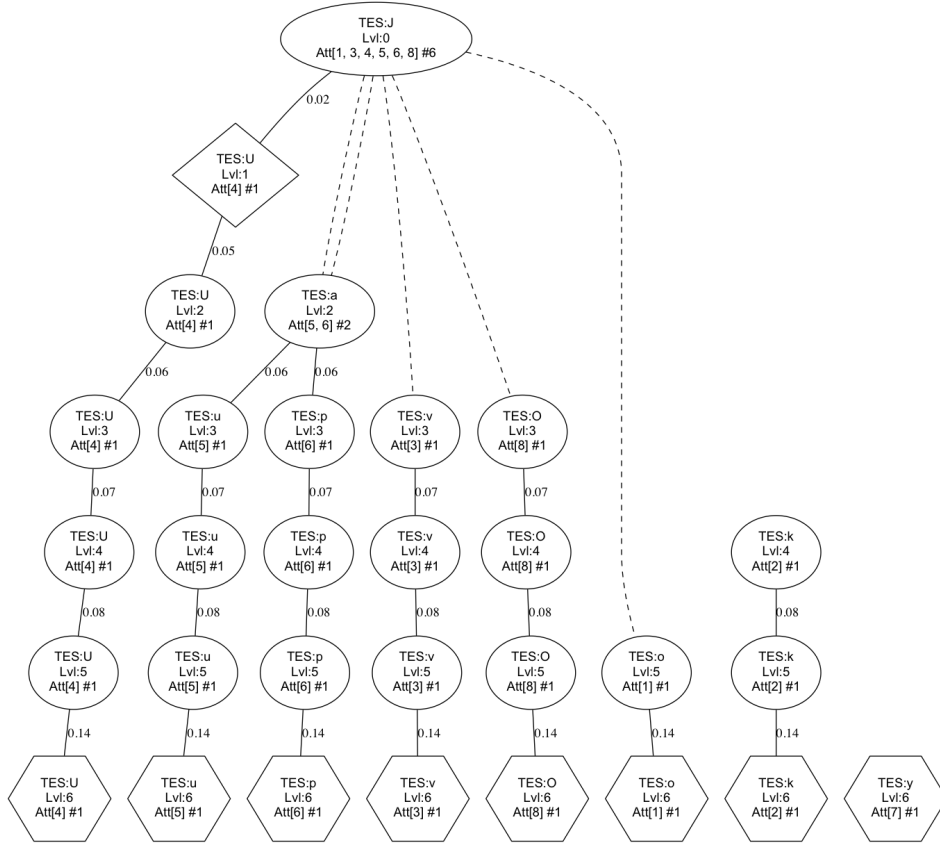 TES:J
Lvl:0
Att[1, 3, 4, 5, 6, 8] #6
0.02
TES:U
Lvl:1
Att[4] #1
0.05
TES:U
Lvl:2
Att[4] #1
TES:a
Lvl:2
Att[5, 6] #2
0.06
0.06
0.06
TES:U
Lvl:3
Att[4] #1
TES:u
Lvl:3
Att[5] #1
TES:p
Lvl:3
Att[6] #1
TES:v
Lvl:3
Att[3] #1
TES:O
Lvl:3
Att[8] #1
0.07
0.07
0.07
0.07
0.07
TES:U
Lvl:4
Att[4] #1
TES:u
Lvl:4
Att[5] #1
TES:p
Lvl:4
Att[6] #1
TES:v
Lvl:4
Att[3] #1
TES:O
Lvl:4
Att[8] #1
TES:k
Lvl:4
Att[2] #1
0.08
0.08
0.08
0.08
0.08
0.08
TES:U
Lvl:5
Att[4] #1
TES:u
Lvl:5
Att[5] #1
TES:p
Lvl:5
Att[6] #1
TES:v
Lvl:5
Att[3] #1
TES:O
Lvl:5
Att[8] #1
TES:o
Lvl:5
Att[1] #1
TES:k
Lvl:5
Att[2] #1
0.14
0.14
0.14
0.14
0.14
0.14
0.14
TES:U
Lvl:6
Att[4] #1
TES:u
Lvl:6
Att[5] #1
TES:p
Lvl:6
Att[6] #1
TES:v
Lvl:6
Att[3] #1
TES:O
Lvl:6
Att[8] #1
TES:o
Lvl:6
Att[1] #1
TES:k
Lvl:6
Att[2] #1
TES:y
Lvl:6
Att[7] #1